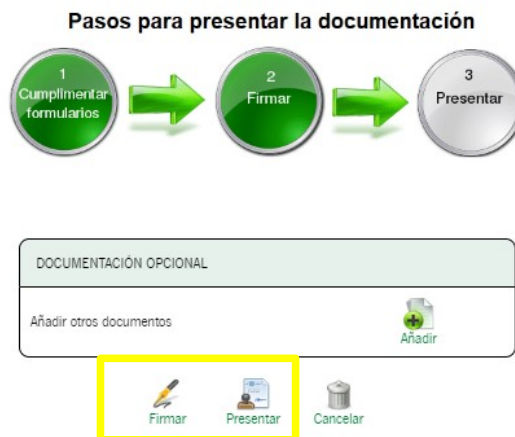 Pasos para presentar la documentación
1
Cumplimentar
formularios
2
Firmar
3
Presentar
DOCUMENTACIÓN OPCIONAL
Añadir otros documentos
Añadir
Firmar
Presentar
Cancelar